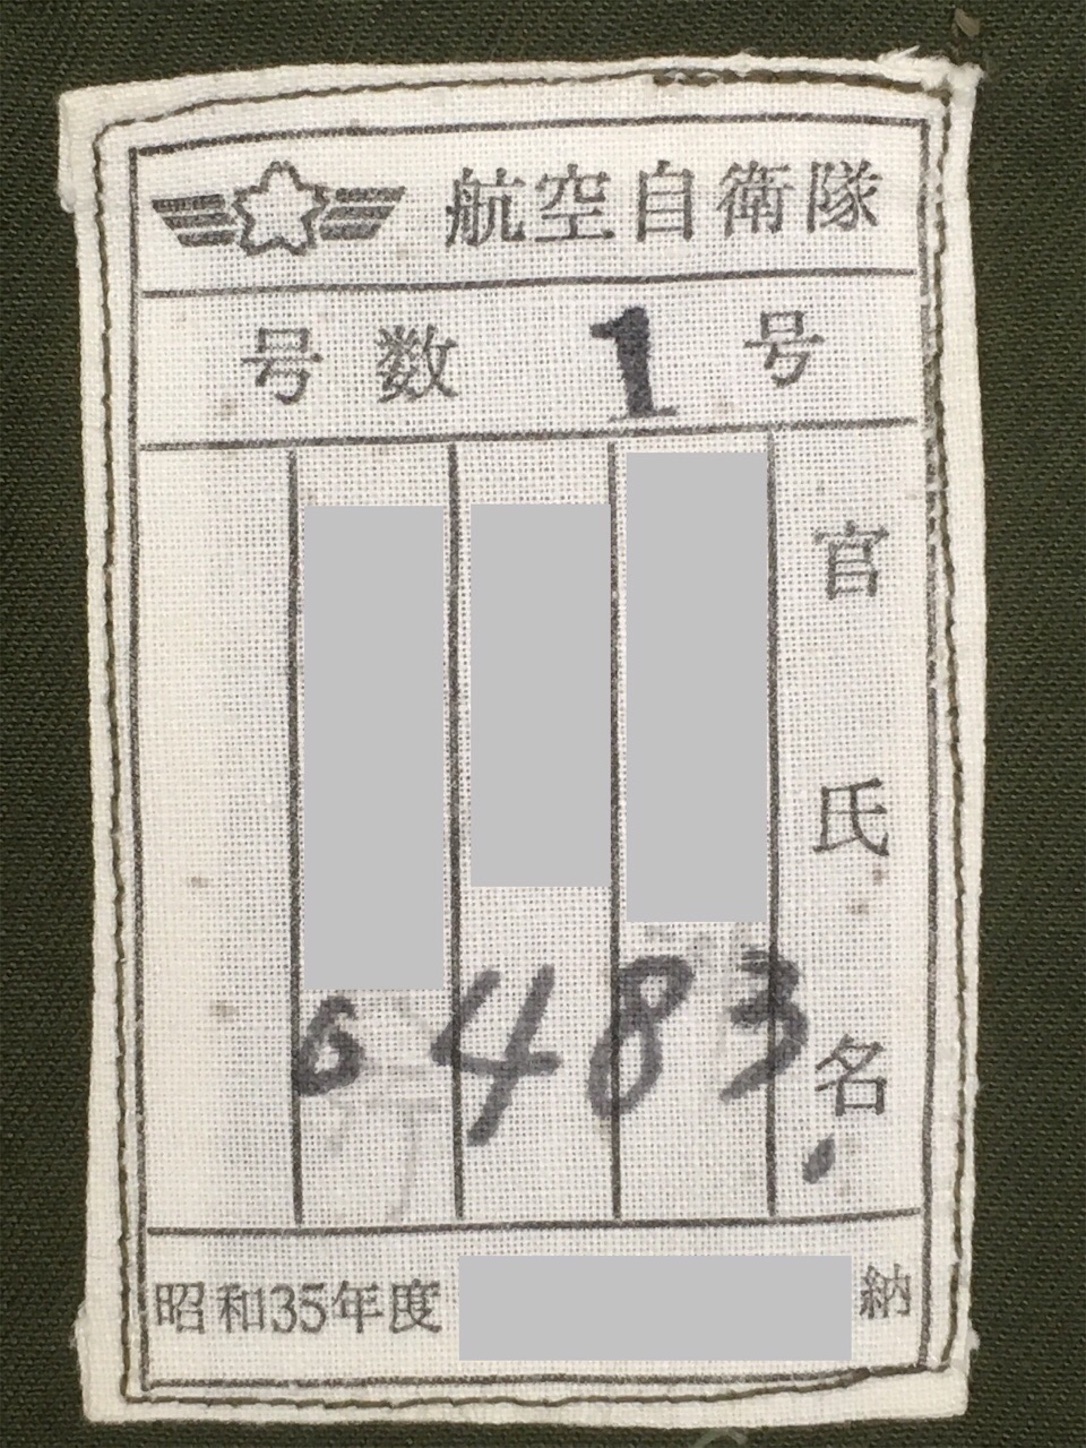 航空自衛隊
号数 1 号
官氏名
6483
昭和35年度
納